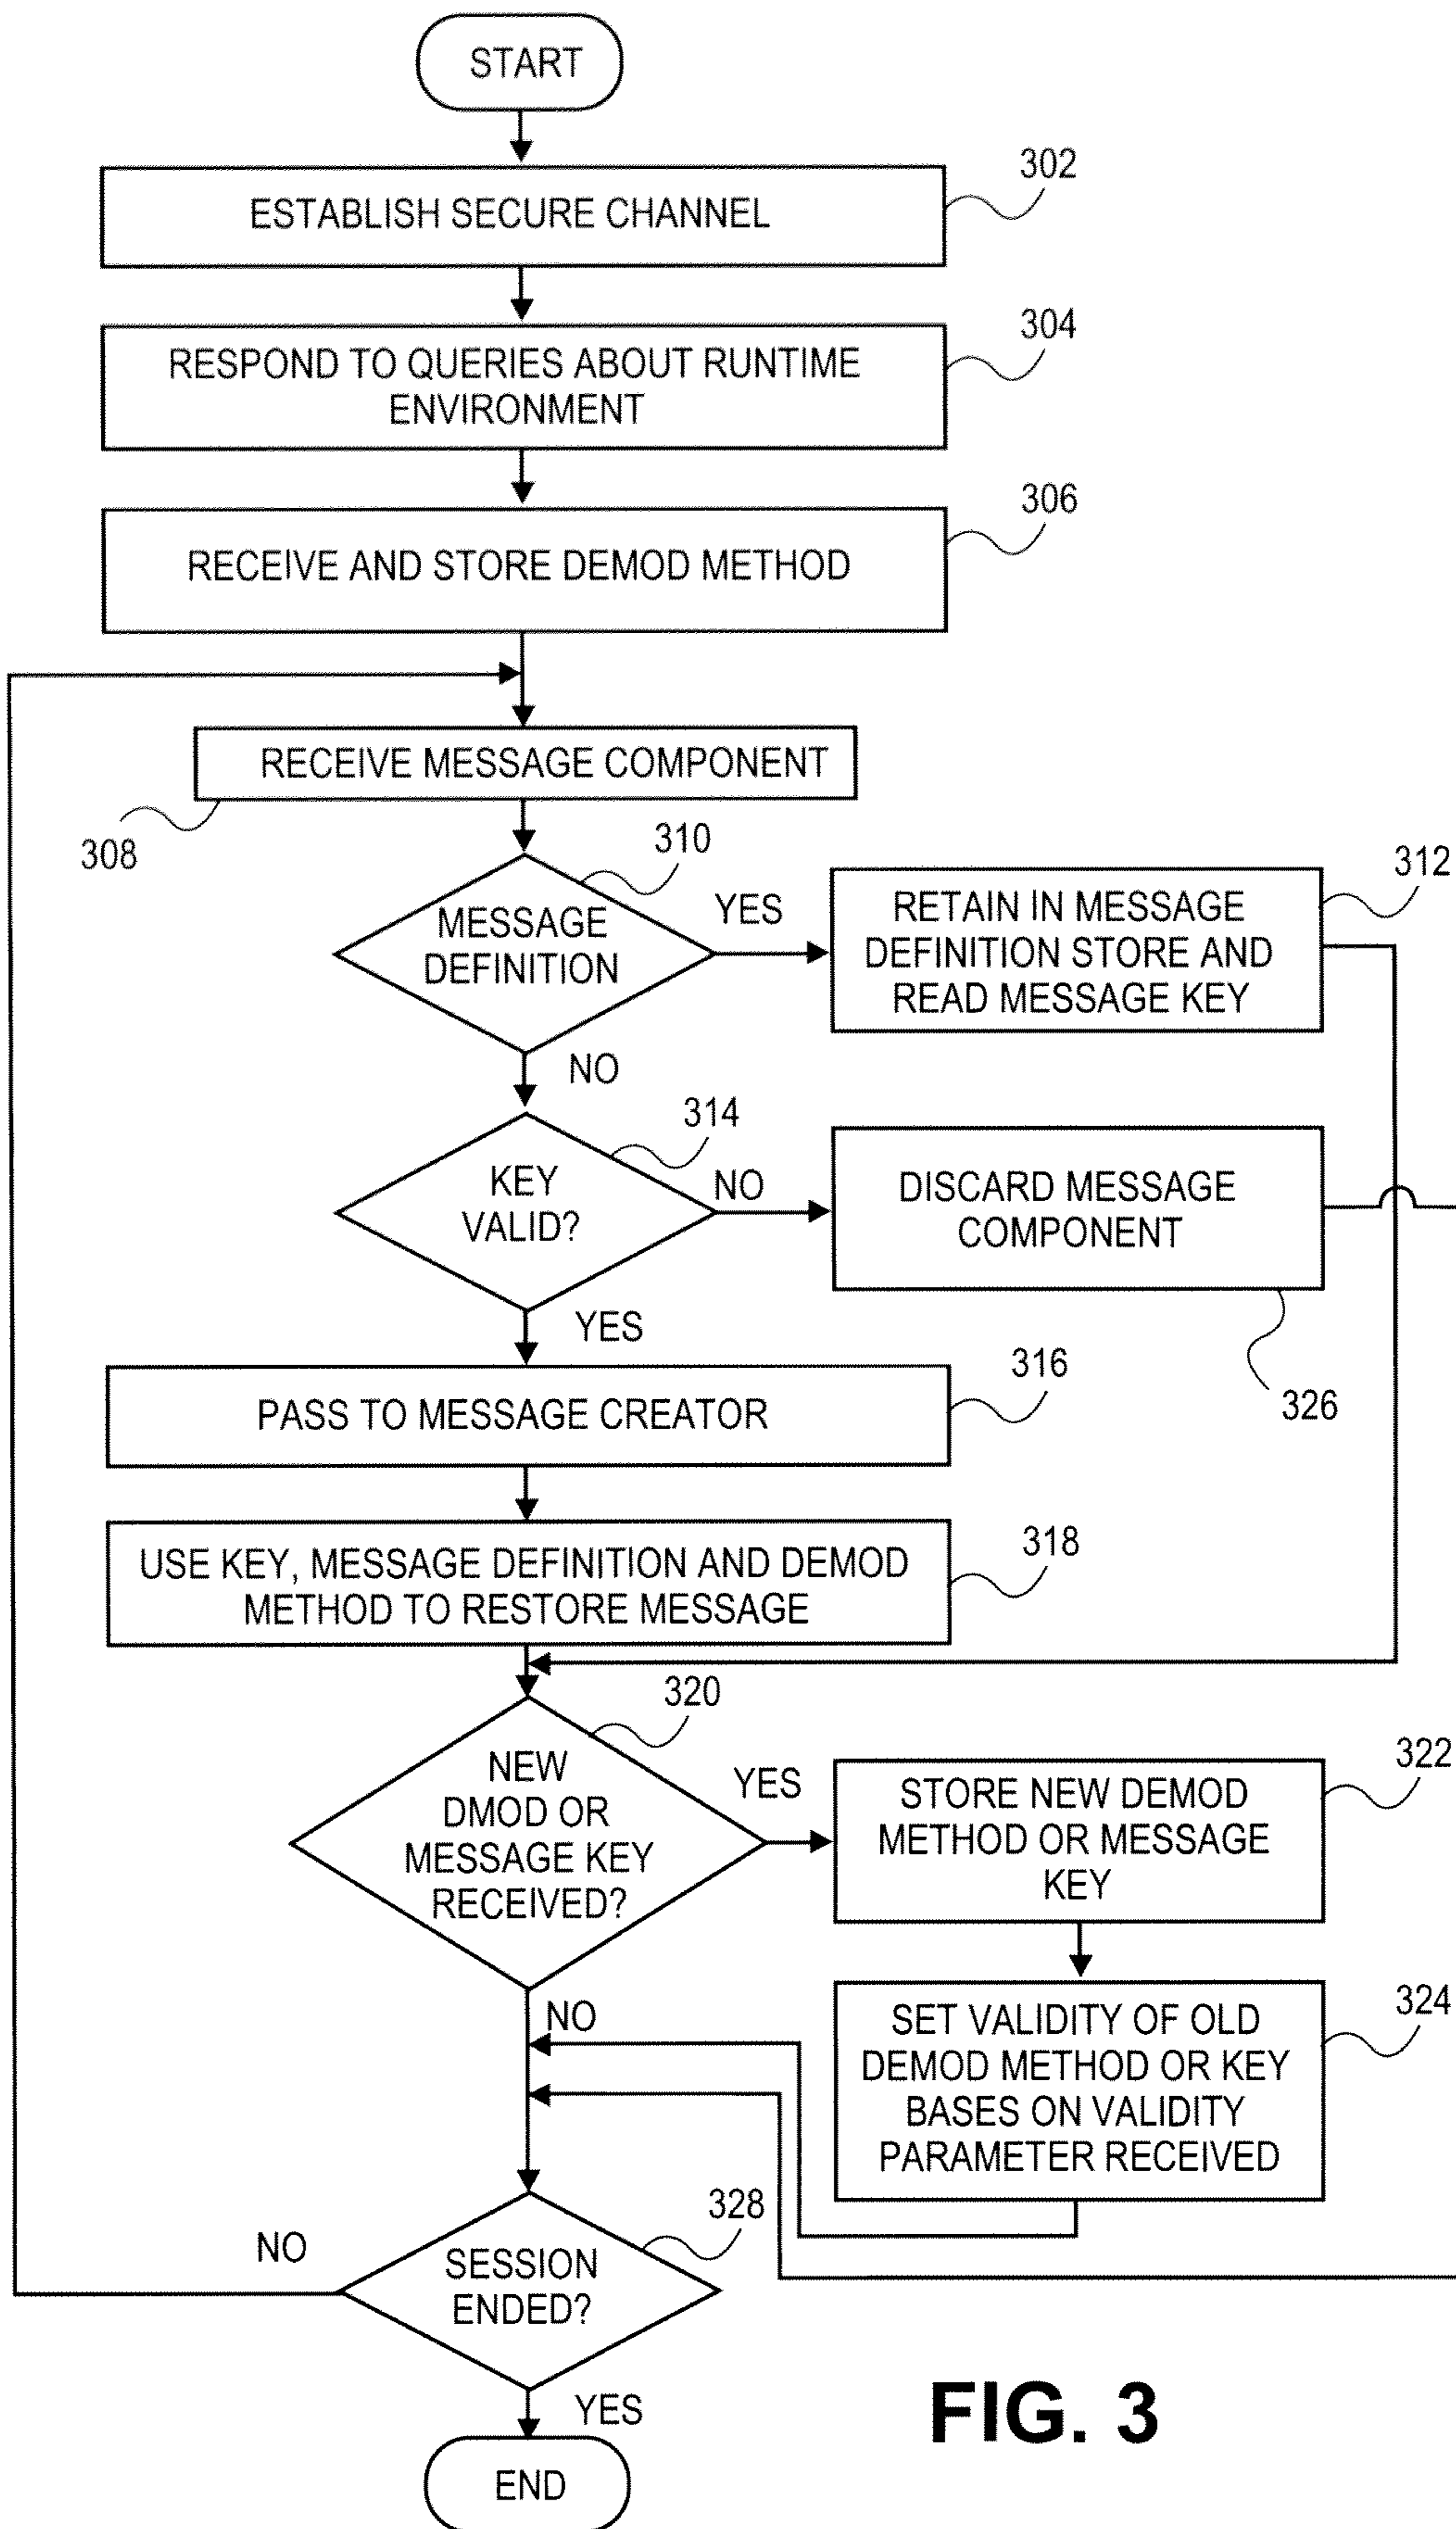 START
302
ESTABLISH SECURE CHANNEL
304
RESPOND TO QUERIES ABOUT RUNTIME
ENVIRONMENT
306
RECEIVE AND STORE DEMOD METHOD
RECEIVE MESSAGE COMPONENT
308
310
MESSAGE
DEFINITION
YES
312
RETAIN IN MESSAGE
DEFINITION STORE AND
READ MESSAGE KEY
NO
314
KEY
VALID?
NO
DISCARD MESSAGE
COMPONENT
326
YES
316
PASS TO MESSAGE CREATOR
318
USE KEY, MESSAGE DEFINITION AND DEMOD
METHOD TO RESTORE MESSAGE
320
NEW
DMOD OR
MESSAGE KEY
RECEIVED?
YES
322
STORE NEW DEMOD
METHOD OR MESSAGE
KEY
NO
324
SET VALIDITY OF OLD
DEMOD METHOD OR KEY
BASES ON VALIDITY
PARAMETER RECEIVED
328
SESSION
ENDED?
NO
YES
END
FIG. 3